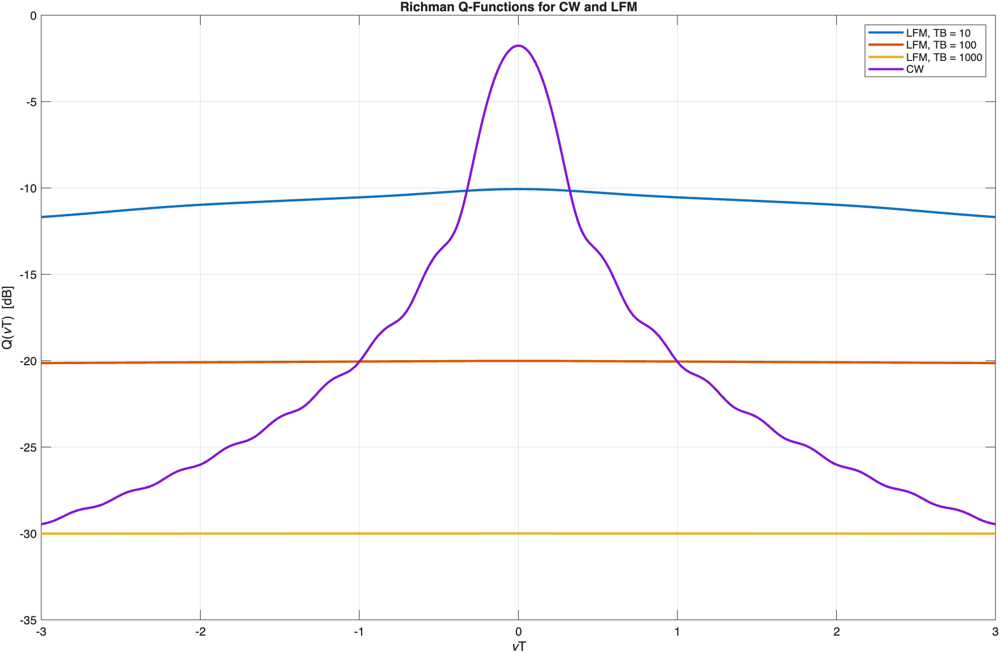 Richman Q-Functions for CW and LFM
LFM, TB = 10
LFM, TB = 100
LFM, TB = 1000
CW
Q(νT) [dB]
0
-5
-10
-15
-20
-25
-30
-35
-3
-2
-1
0
1
2
3
νT